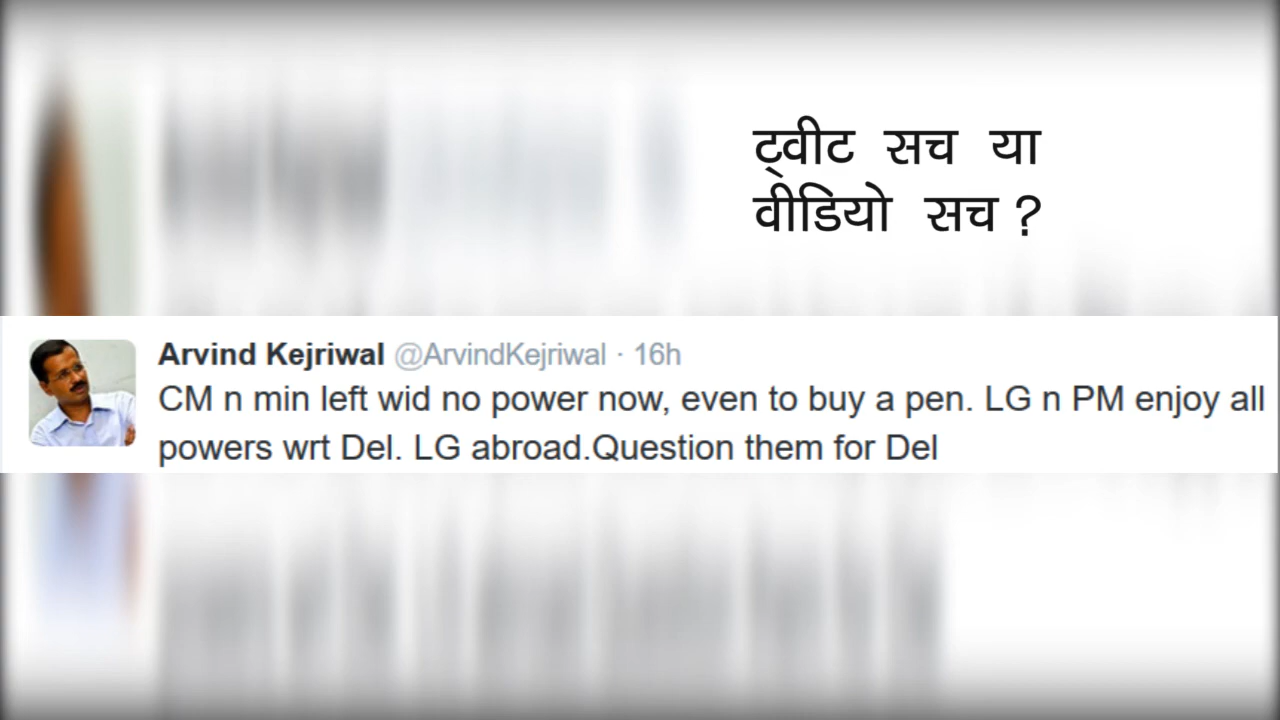 ट्वीट सच या
वीडियो सच ?
Arvind Kejriwal @ArvindKejriwal · 16h
CM n min left wid no power now, even to buy a pen. LG n PM enjoy all
powers wrt Del. LG abroad.Question them for Del